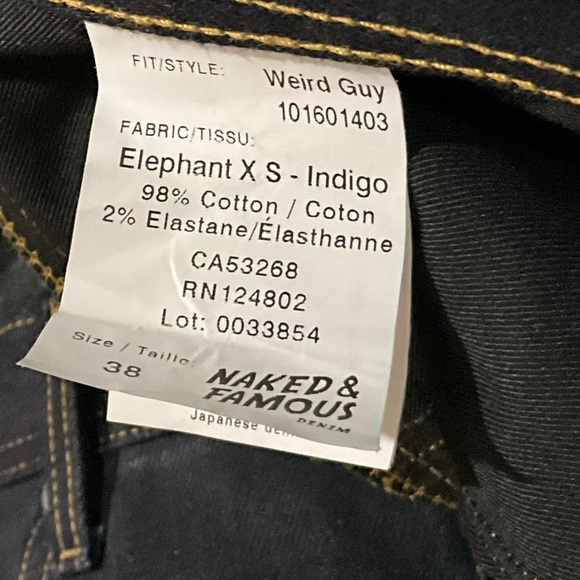 FIT/STYLE: Weird Guy
101601403
FABRIC/TISSU:
Elephant X S - Indigo
98% Cotton / Coton
2% Elastane/Élasthanne
CA53268
RN124802
Lot: 0033854
Size / Taille:
38
NAKED &
FAMOUS
DENIM
Japanese